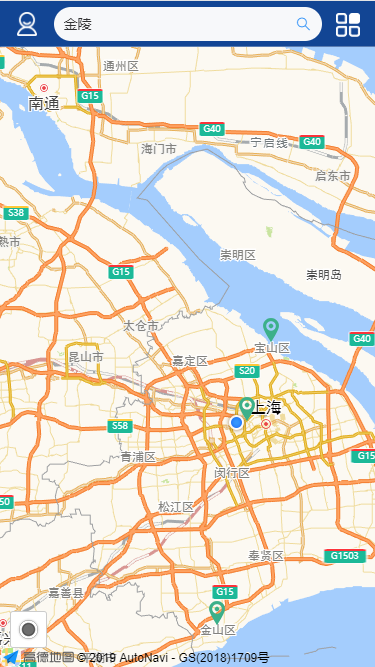 金陵
通州区
南通
G15
G40
宁启线
G40
海门市
启东市
S38
熟市
崇明区
G15
崇明岛
太仓市
G40
宝山区
昆山市
嘉定区
S20
上海
S58
青浦区
G15
闵行区
50
松江区
G1503
奉贤区
嘉善县
G15
金山区
高德地图 © 2019 AutoNavi - GS(2018)1709号
11